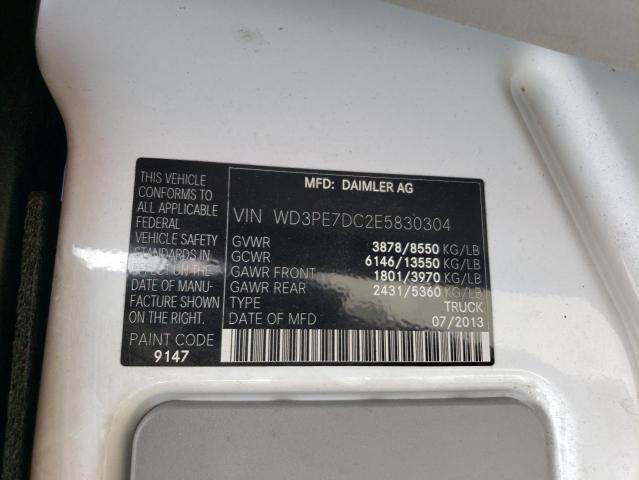 THIS VEHICLE
CONFORMS TO
ALL APPLICABLE
FEDERAL
VEHICLE SAFETY
STANDARDS IN
EFFECT ON THE
DATE OF MANU-
FACTURE SHOWN
ON THE RIGHT.
PAINT CODE
9147
MFD: DAIMLER AG
VIN WD3PE7DC2E5830304
GVWR 3878/8550 KG/LB
GCWR 6146/13550 KG/LB
GAWR FRONT 1801/3970 KG/LB
GAWR REAR 2431/5360 KG/LB
TYPE TRUCK
DATE OF MFD 07/2013